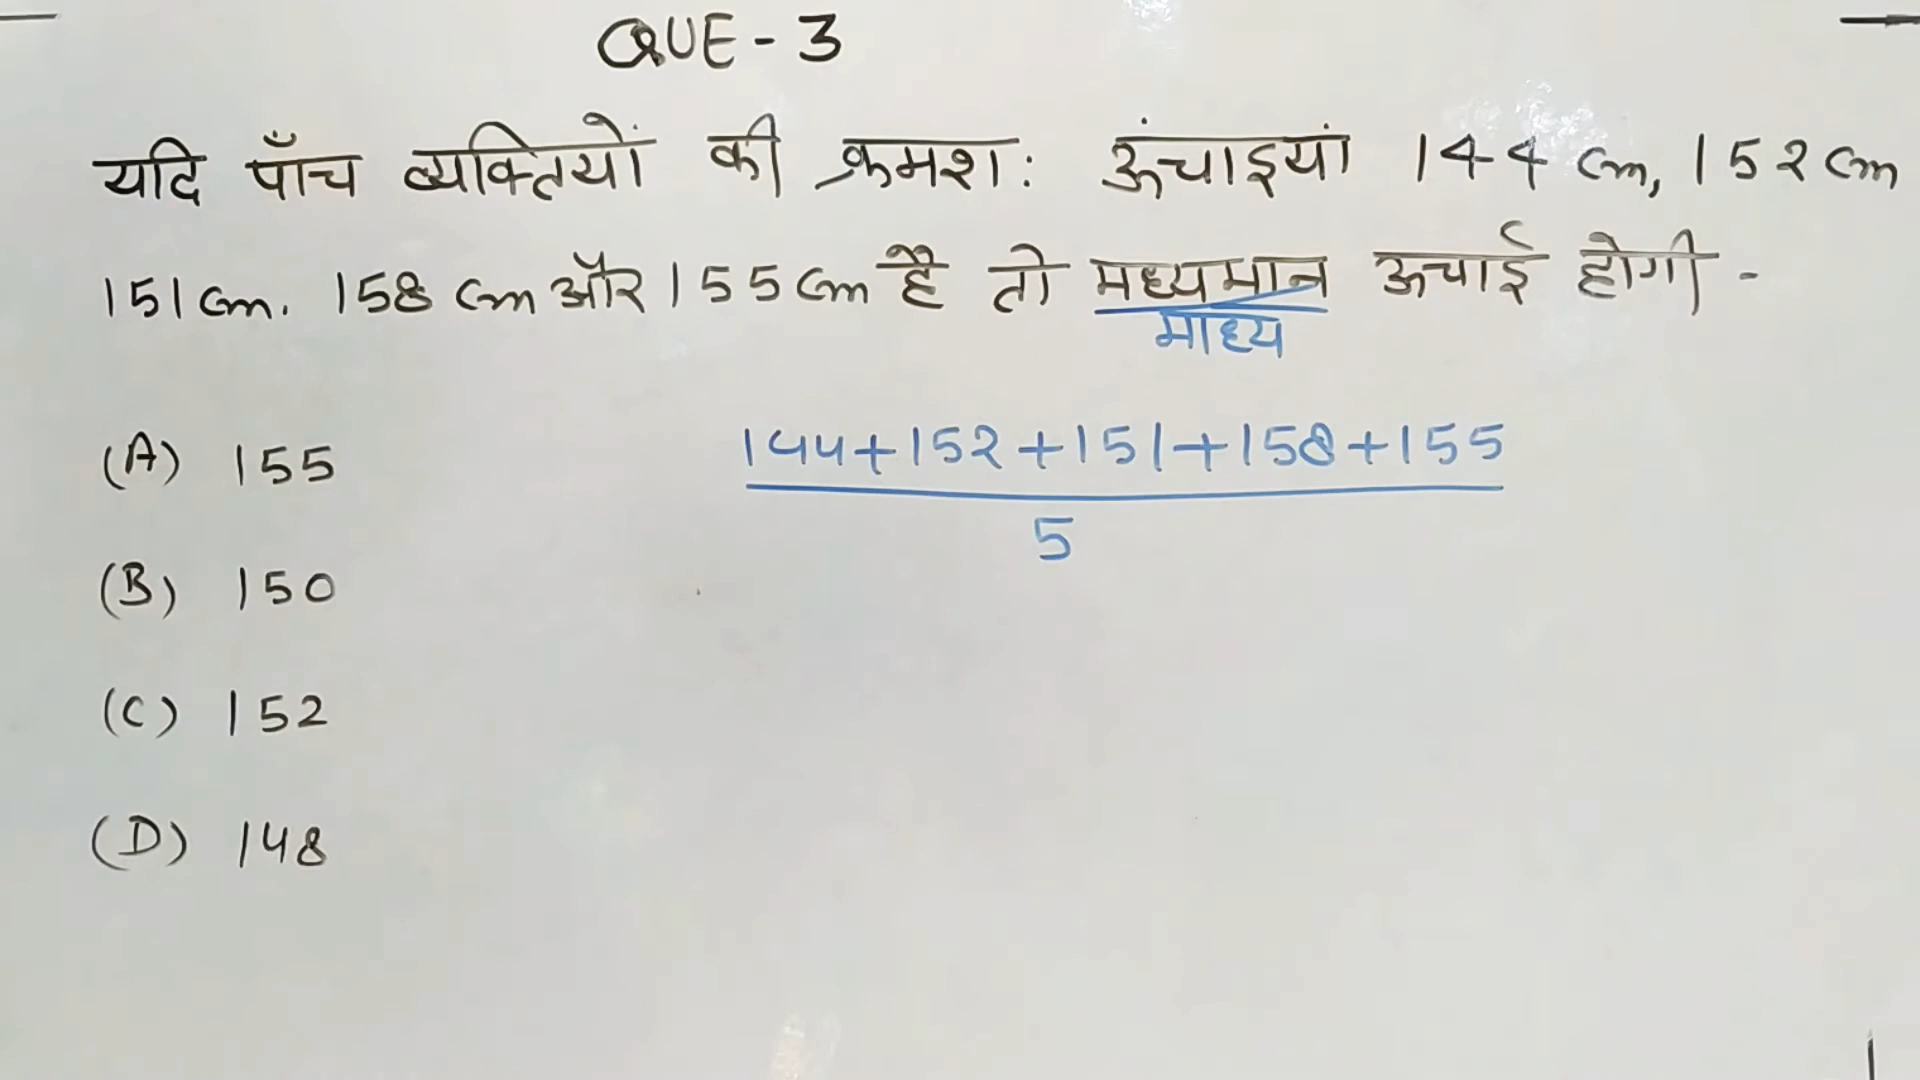 QUE-3
यदि पाँच व्यक्तियों की क्रमश: ऊंचाइयां 144 cm, 152 cm
151 cm. 158 cm और 155 cm है तो मध्यमान ऊचाई होगी -
माध्य
(A) 155
144+152+151+158+155
5
(B) 150
(C) 152
(D) 148